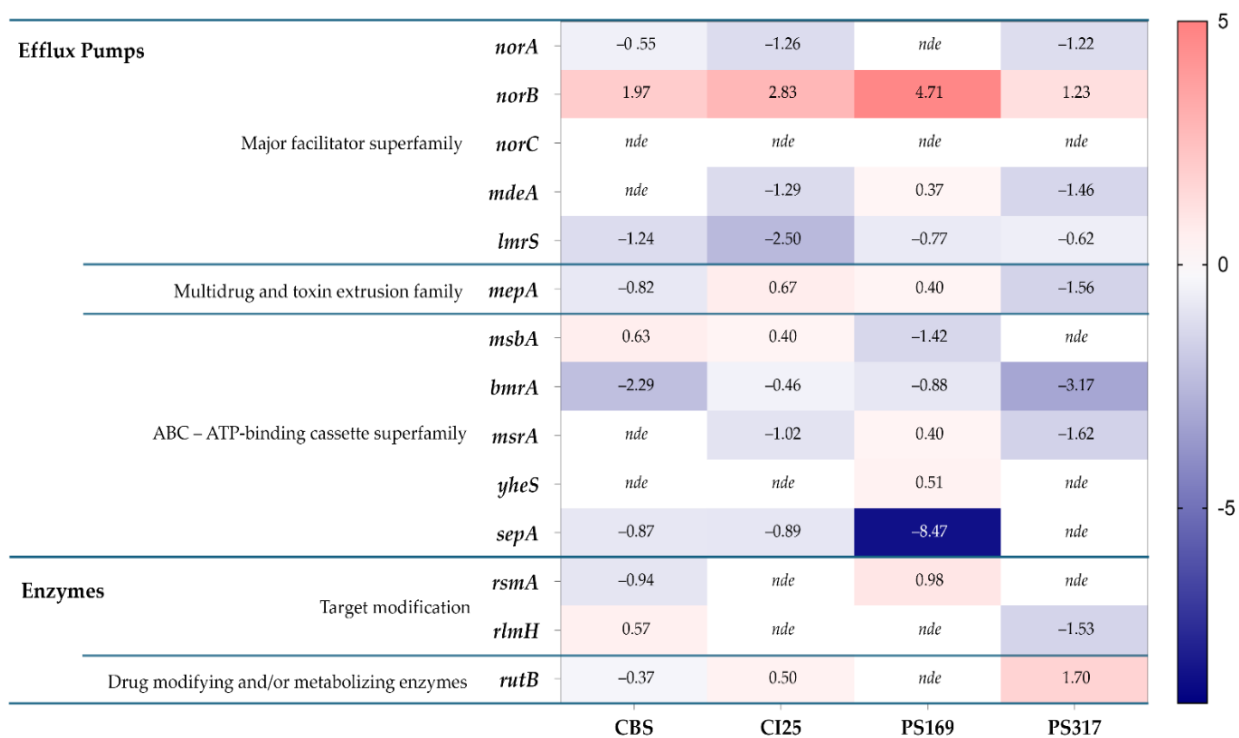 Efflux Pumps
norA −0 .55 −1.26 nde −1.22
norB 1.97 2.83 4.71 1.23
Major facilitator superfamily norC nde nde nde nde
mdeA nde −1.29 0.37 −1.46
lmrS −1.24 −2.50 −0.77 −0.62
Multidrug and toxin extrusion family mepA −0.82 0.67 0.40 −1.56
msbA 0.63 0.40 −1.42 nde
bmrA −2.29 −0.46 −0.88 −3.17
ABC – ATP-binding cassette superfamily msrA nde −1.02 0.40 −1.62
yheS nde nde 0.51 nde
sepA −0.87 −0.89 −8.47 nde
Enzymes
rsmA −0.94 nde 0.98 nde
Target modification
rlmH 0.57 nde nde −1.53
Drug modifying and/or metabolizing enzymes rutB −0.37 0.50 nde 1.70
CBS CI25 PS169 PS317
5
0
-5